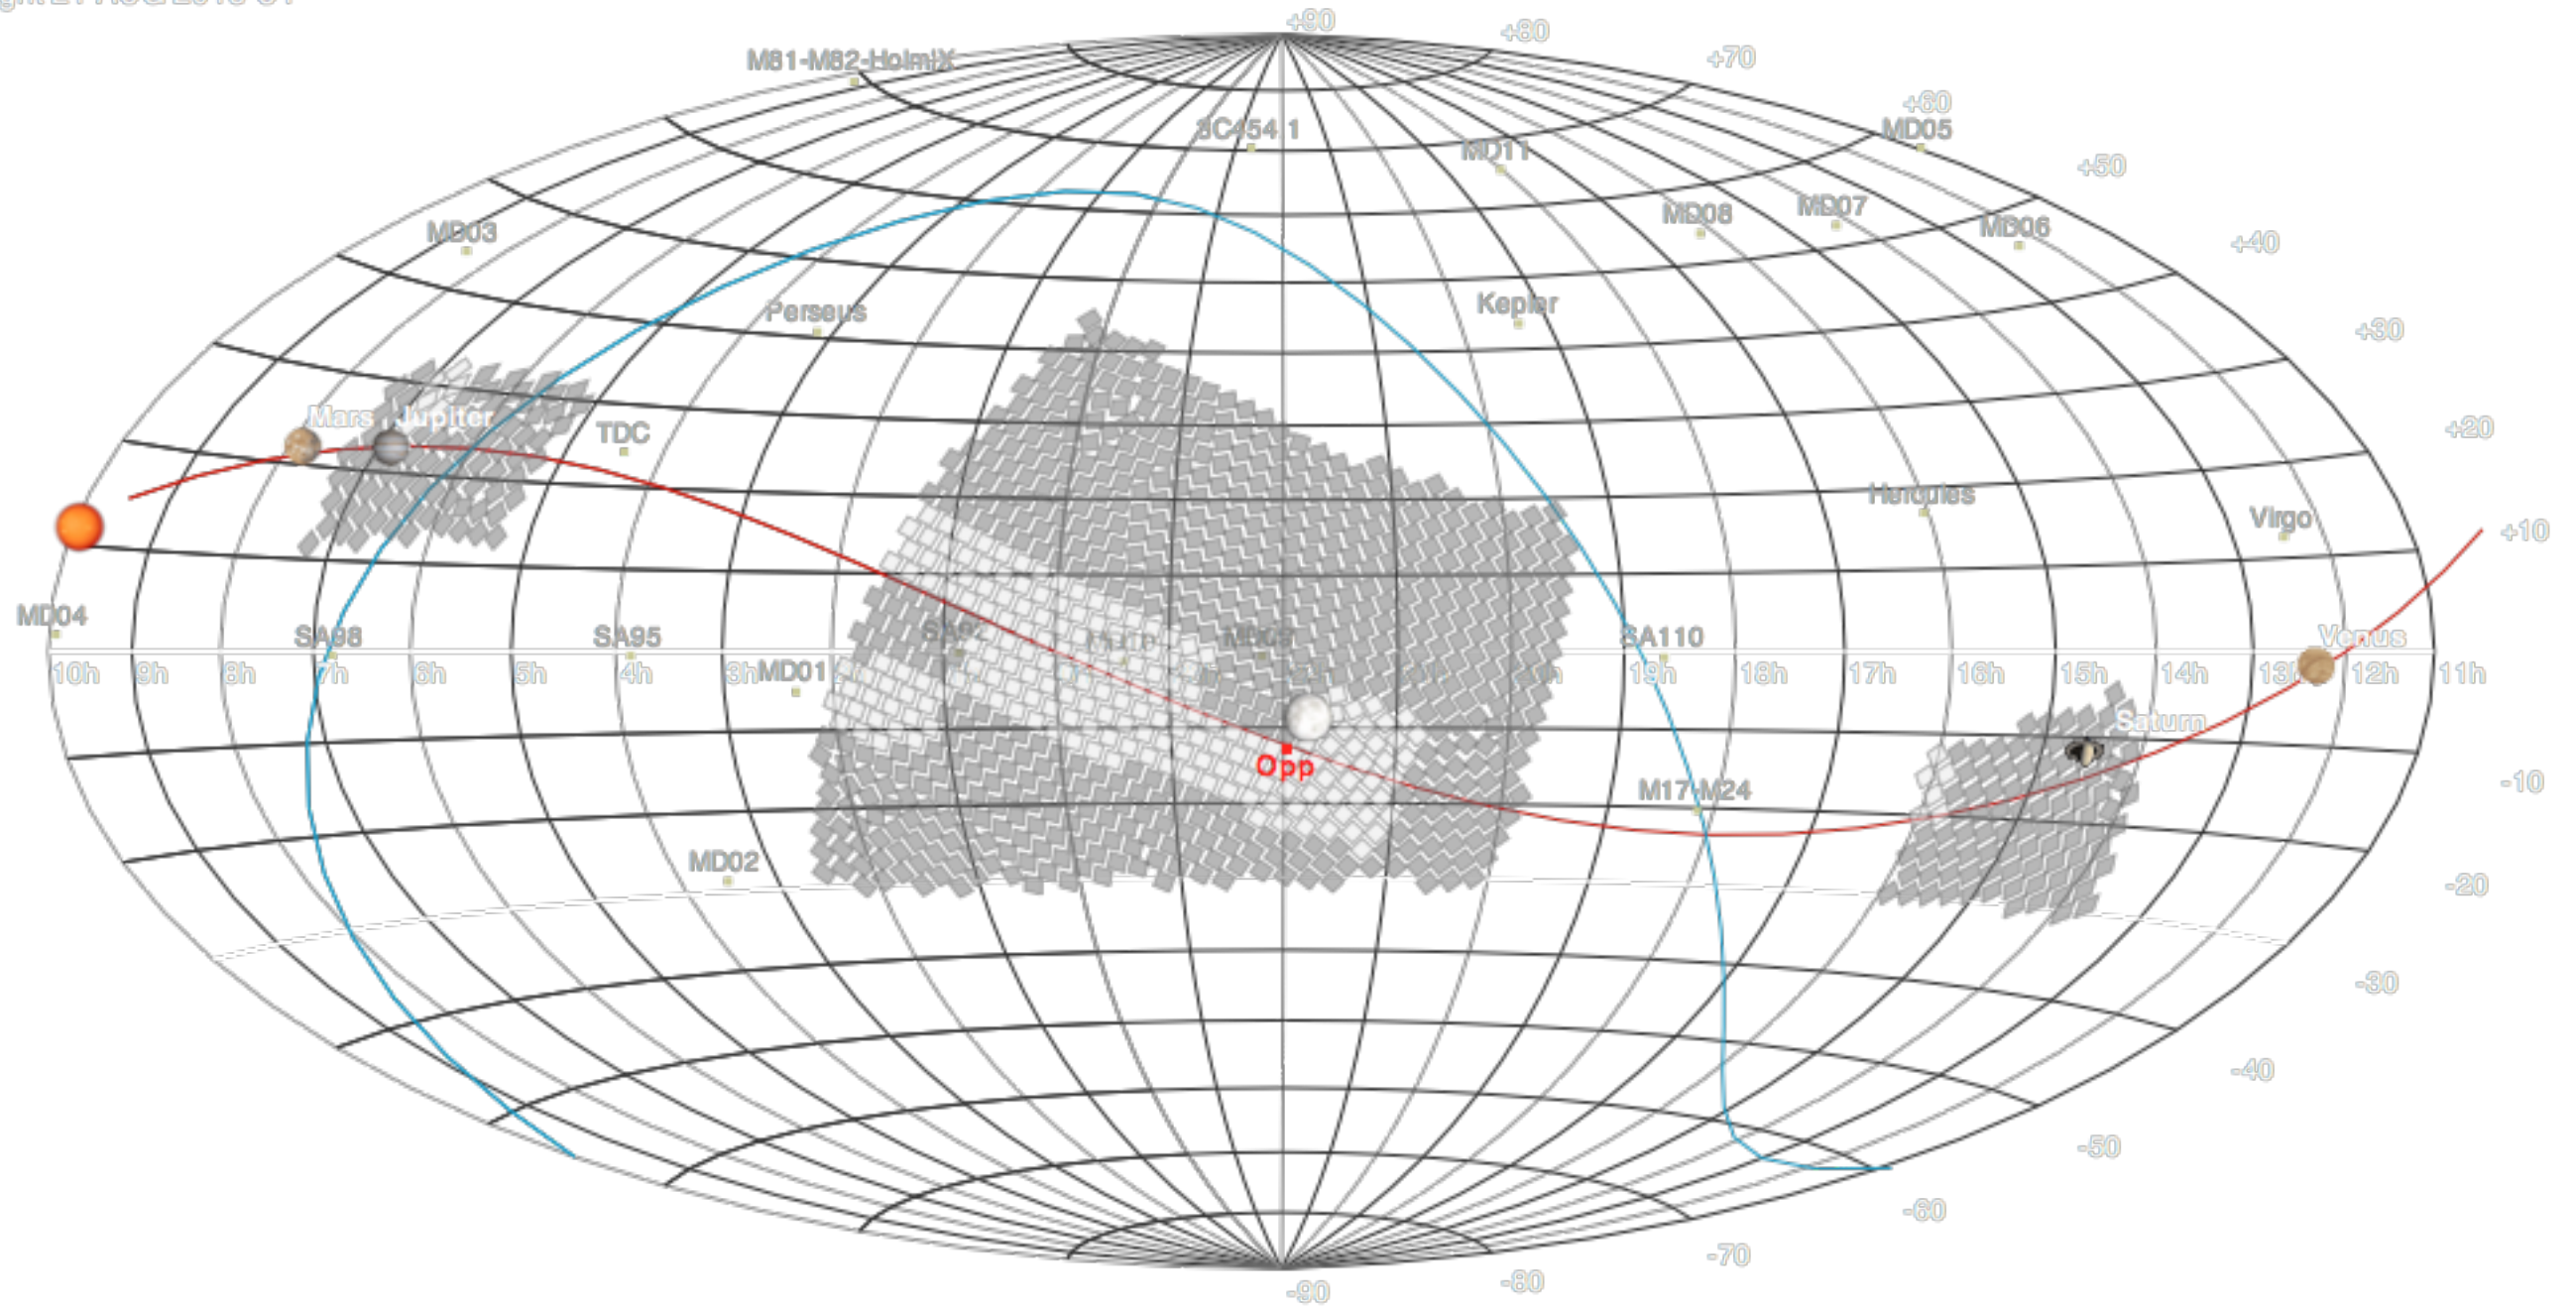 +90
+80
M81-M82-HolmIX
+70
+60
3C454.1
MD05
MD11
+50
MD08
MD07
MD03
MD06
+40
Perseus
Kepler
+30
Mars
Jupiter
TDC
+20
Hercules
Virgo
+10
MD04
SA98
SA95
SA110
Venus
10h
9h
8h
7h
6h
5h
4h
3h
MD01
19h
18h
17h
16h
15h
14h
13h
12h
11h
Saturn
Opp
M17-M24
-10
MD02
-20
-30
-40
-50
-60
-70
-80
-90